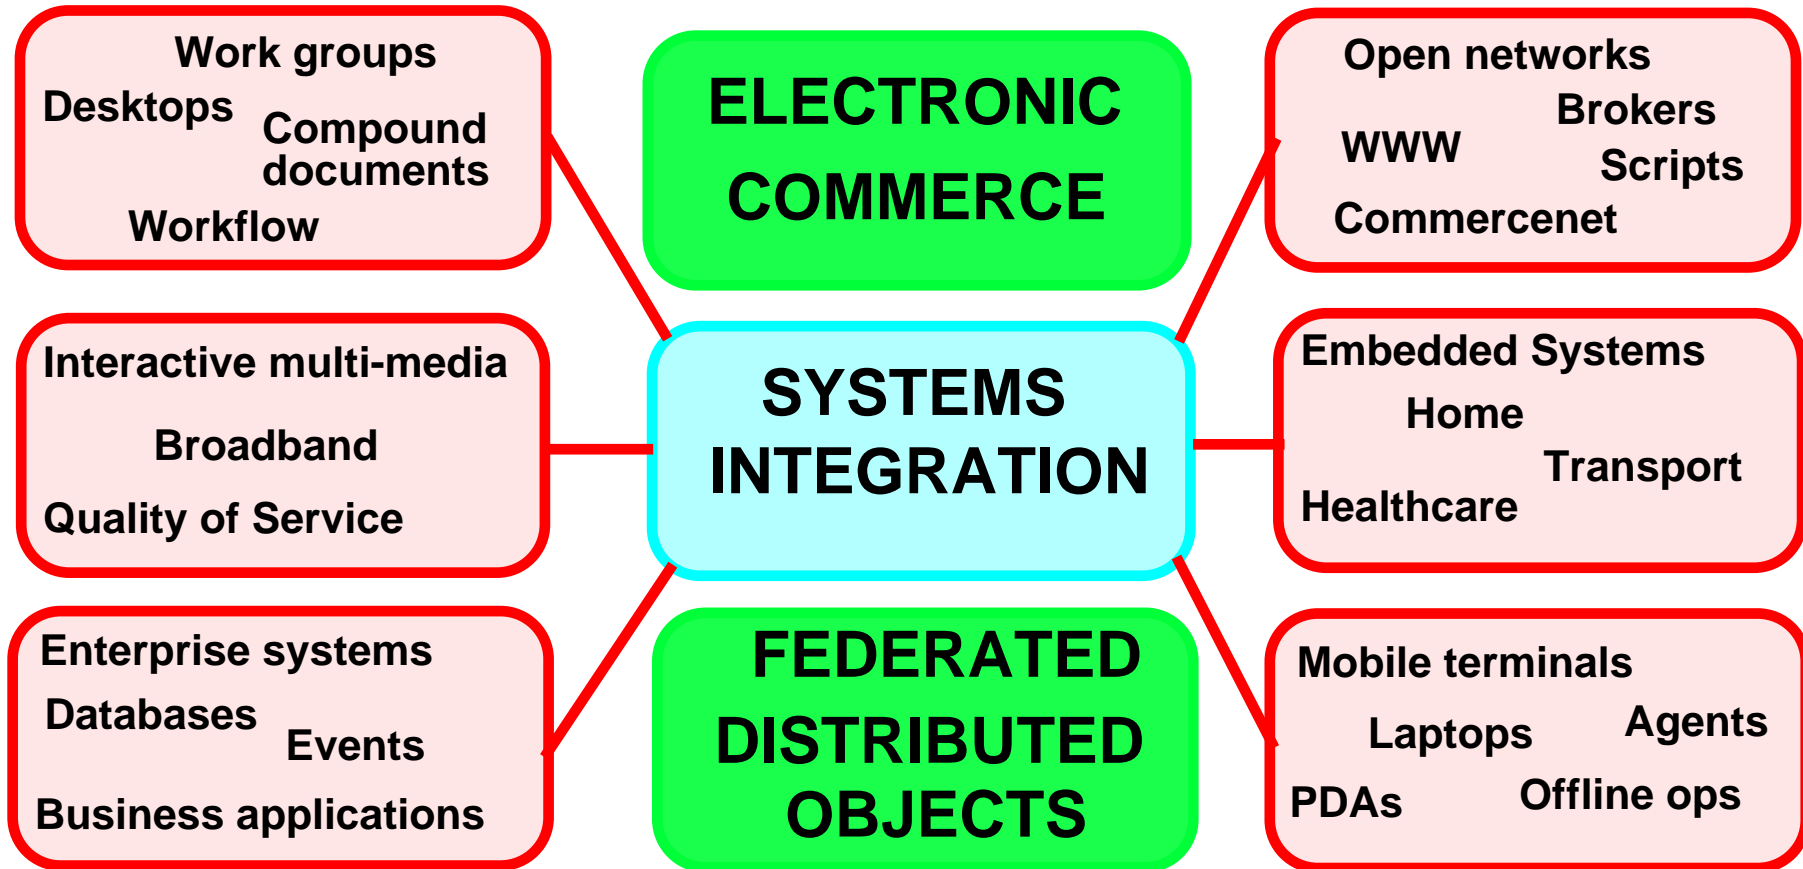 Work groups
Desktops
Compound
documents
Workflow
ELECTRONIC
COMMERCE
Open networks
Brokers
WWW
Scripts
Commercenet
Interactive multi-media
Broadband
Quality of Service
SYSTEMS
INTEGRATION
Embedded Systems
Home
Transport
Healthcare
Enterprise systems
Databases
Events
Business applications
FEDERATED
DISTRIBUTED
OBJECTS
Mobile terminals
Laptops
Agents
PDAs
Offline ops